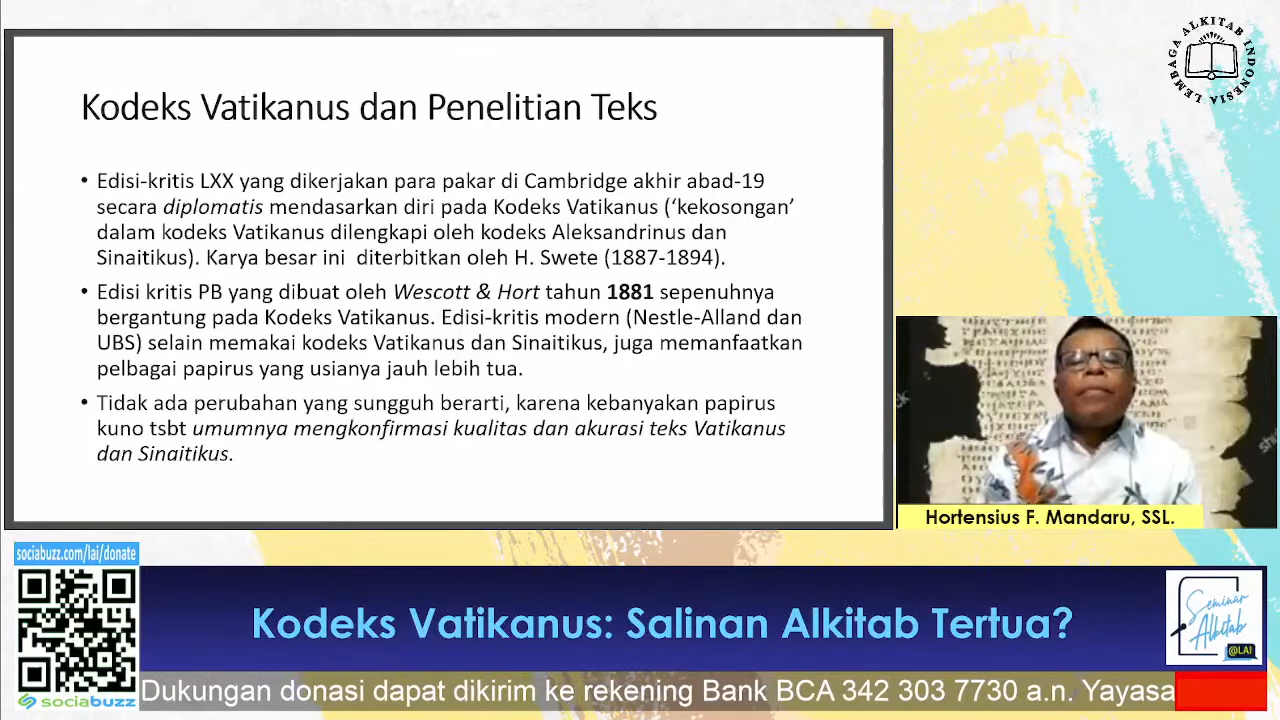 LEMBAGA ALKITAB INDONESIA
Kodeks Vatikanus dan Penelitian Teks
• Edisi-kritis LXX yang dikerjakan para pakar di Cambridge akhir abad-19
secara diplomatis mendasarkan diri pada Kodeks Vatikanus (‘kekosongan’
dalam kodeks Vatikanus dilengkapi oleh kodeks Aleksandrinus dan
Sinaitikus). Karya besar ini diterbitkan oleh H. Swete (1887-1894).
• Edisi kritis PB yang dibuat oleh Wescott & Hort tahun 1881 sepenuhnya
bergantung pada Kodeks Vatikanus. Edisi-kritis modern (Nestle-Alland dan
UBS) selain memakai kodeks Vatikanus dan Sinaitikus, juga memanfaatkan
pelbagai papirus yang usianya jauh lebih tua.
• Tidak ada perubahan yang sungguh berarti, karena kebanyakan papirus
kuno tsbt umumnya mengkonfirmasi kualitas dan akurasi teks Vatikanus
dan Sinaitikus.
Hortensius F. Mandaru, SSL.
sociabuzz.com/lai/donate
Kodeks Vatikanus: Salinan Alkitab Tertua?
Seminar
Alkitab
@LAI
sociabuzz
Dukungan donasi dapat dikirim ke rekening Bank BCA 342 303 7730 a.n. Yayasa